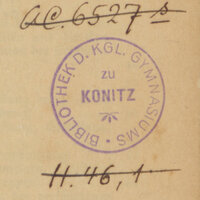 GC. 6527 s
BIBLIOTHEK D. KGL. GYMNASIUMS
zu
KONITZ
H. 46, 1